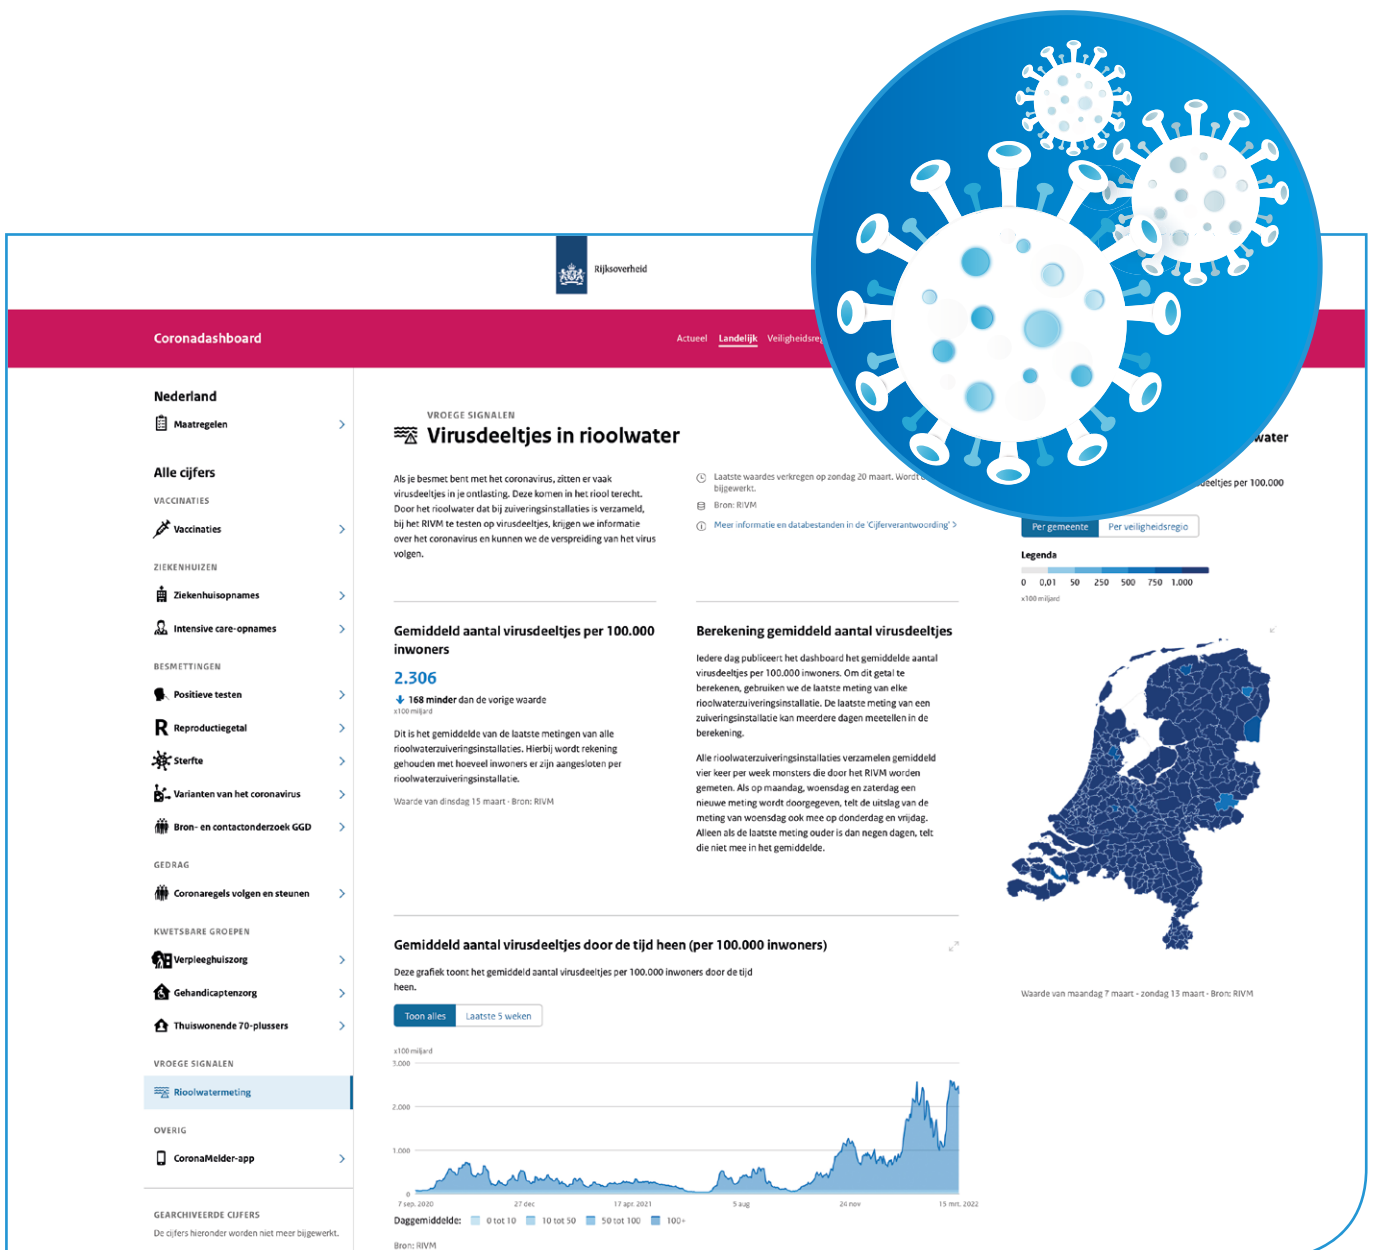 Rijksoverheid
Coronadashboard
Actueel Landelijk
Nederland
Maatregelen
Alle cijfers
VACCINATIES
Vaccinaties
ZIEKENHUIZEN
Ziekenhuisopnames
Intensive care-opnames
BESMETTINGEN
Positieve testen
Reproductiegetal
Sterfte
Varianten van het coronavirus
Bron- en contactonderzoek GGD
GEDRAG
Coronaregels volgen en steunen
KWETSBARE GROEPEN
Verpleeghuiszorg
Gehandicaptenzorg
Thuiswonende 70-plussers
VROEGE SIGNALEN
Rioolwatermeting
OVERIG
CoronaMelder-app
GEARCHIVEERDE CIJFERS
De cijfers hieronder worden niet meer bijgewerkt.
VROEGE SIGNALEN
Virusdeeltjes in rioolwater
Als je besmet bent met het coronavirus, zitten er vaak
virusdeeltjes in je ontlasting. Deze komen in het riool terecht.
Door het rioolwater dat bij zuiveringsinstallaties is verzameld,
bij het RIVM te testen op virusdeeltjes, krijgen we informatie
over het coronavirus en kunnen we de verspreiding van het virus
volgen.
Laatste waardes verkregen op zondag 20 maart. Wordt
bijgewerkt.
Bron: RIVM
Meer informatie en databestanden in de 'Cijferverantwoording' >
Gemiddeld aantal virusdeeltjes per 100.000
inwoners
2.306
168 minder dan de vorige waarde
x100 miljard
Dit is het gemiddelde van de laatste metingen van alle
rioolwaterzuiveringsinstallaties. Hierbij wordt rekening
gehouden met hoeveel inwoners er zijn aangesloten per
rioolwaterzuiveringsinstallatie.
Waarde van dinsdag 15 maart · Bron: RIVM
Berekening gemiddeld aantal virusdeeltjes
Iedere dag publiceert het dashboard het gemiddelde aantal
virusdeeltjes per 100.000 inwoners. Om dit getal te
berekenen, gebruiken we de laatste meting van elke
rioolwaterzuiveringsinstallatie. De laatste meting van een
zuiveringsinstallatie kan meerdere dagen meetellen in de
berekening.
Alle rioolwaterzuiveringsinstallaties verzamelen gemiddeld
vier keer per week monsters die door het RIVM worden
gemeten. Als op maandag, woensdag en zaterdag een
nieuwe meting wordt doorgegeven, telt de uitslag van de
meting van woensdag ook mee op donderdag en vrijdag.
Alleen als de laatste meting ouder is dan negen dagen, telt
die niet mee in het gemiddelde.
Gemiddeld aantal virusdeeltjes door de tijd heen (per 100.000 inwoners)
Deze grafiek toont het gemiddeld aantal virusdeeltjes per 100.000 inwoners door de tijd
heen.
Toon alles Laatste 5 weken
x100 miljard
3.000
2.000
1.000
0
7 sep. 2020 27 dec 17 apr. 2021 5 aug 24 nov 15 mrt. 2022
Daggemiddelde: 0 tot 10 10 tot 50 50 tot 100 100+
Bron: RIVM
per 100.000
Per gemeente Per veiligheidsregio
Legenda
0 0,01 50 250 500 750 1.000
x100 miljard
Waarde van maandag 7 maart - zondag 13 maart · Bron: RIVM